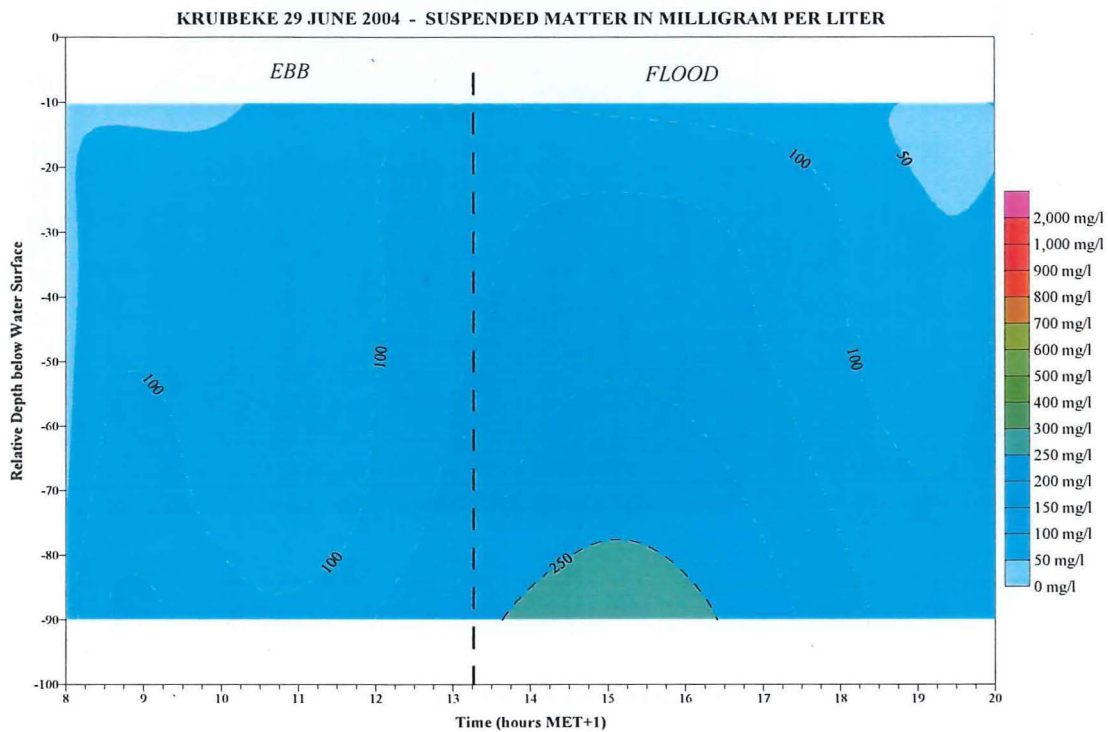 KRUIBEKE 29 JUNE 2004 - SUSPENDED MATTER IN MILLIGRAM PER LITER
EBB
FLOOD
Relative Depth below Water Surface
0
-10
-20
-30
-40
-50
-60
-70
-80
-90
-100
100
100
100
250
100
100
50
2,000 mg/l
1,000 mg/l
900 mg/l
800 mg/l
700 mg/l
600 mg/l
500 mg/l
400 mg/l
300 mg/l
250 mg/l
200 mg/l
150 mg/l
100 mg/l
50 mg/l
0 mg/l
8 9 10 11 12 13 14 15 16 17 18 19 20
Time (hours MET+1)